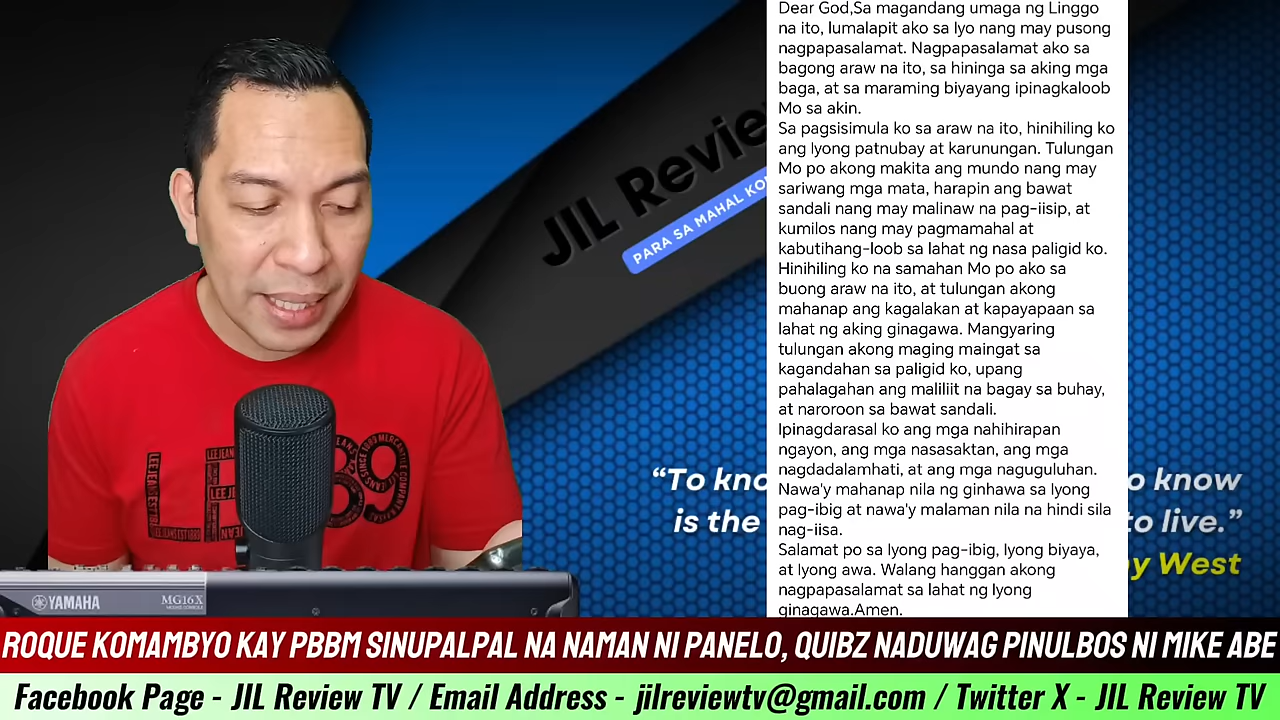 Dear God,Sa magandang umaga ng Linggo
na ito, lumalapit ako sa Iyo nang may pusong
nagpapasalamat. Nagpapasalamat ako sa
bagong araw na ito, sa hininga sa aking mga
baga, at sa maraming biyayang ipinagkaloob
Mo sa akin.
Sa pagsisimula ko sa araw na ito, hinihiling ko
ang Iyong patnubay at karunungan. Tulungan
Mo po akong makita ang mundo nang may
sariwang mga mata, harapin ang bawat
sandali nang may malinaw na pag-iisip, at
kumilos nang may pagmamahal at
kabutihang-loob sa lahat ng nasa paligid ko.
Hinihiling ko na samahan Mo po ako sa
buong araw na ito, at tulungan akong
mahanap ang kagalakan at kapayapaan sa
lahat ng aking ginagawa. Mangyaring
tulungan akong maging maingat sa
kagandahan sa paligid ko, upang
pahalagahan ang maliliit na bagay sa buhay,
at naroroon sa bawat sandali.
Ipinagdarasal ko ang mga nahihirapan
ngayon, ang mga nasasaktan, ang mga
nagdadalamhati, at ang mga naguguluhan.
Nawa'y mahanap nila ng ginhawa sa Iyong
pag-ibig at nawa'y malaman nila na hindi sila
nag-iisa.
Salamat po sa Iyong pag-ibig, Iyong biyaya,
at Iyong awa. Walang hanggan akong
nagpapasalamat sa lahat ng Iyong
ginagawa.Amen.
JIL Review
PARA SA MAHAL KO
“To kno o know
is the to live.”
y West
YAMAHA
MG16X
ROQUE KOMAMBYO KAY PBBM SINUPALPAL NA NAMAN NI PANELO, QUIBZ NADUWAG PINULBOS NI MIKE ABE
Facebook Page - JIL Review TV / Email Address - jilreviewtv@gmail.com / Twitter X - JIL Review TV